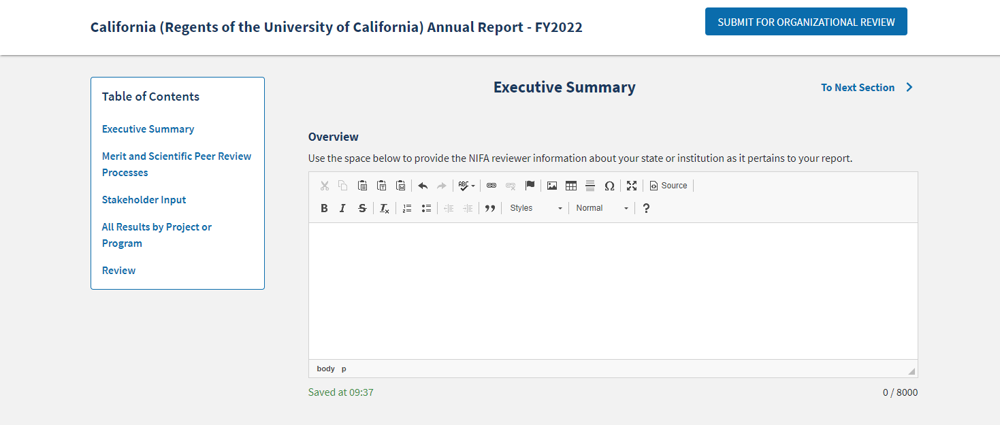 California (Regents of the University of California) Annual Report - FY2022
SUBMIT FOR ORGANIZATIONAL REVIEW
Table of Contents
Executive Summary
Merit and Scientific Peer Review
Processes
Stakeholder Input
All Results by Project or
Program
Review
Executive Summary
To Next Section
Overview
Use the space below to provide the NIFA reviewer information about your state or institution as it pertains to your report.
ABC Ω Source
B I S Ix Styles Normal ?
body p
Saved at 09:37
0 / 8000